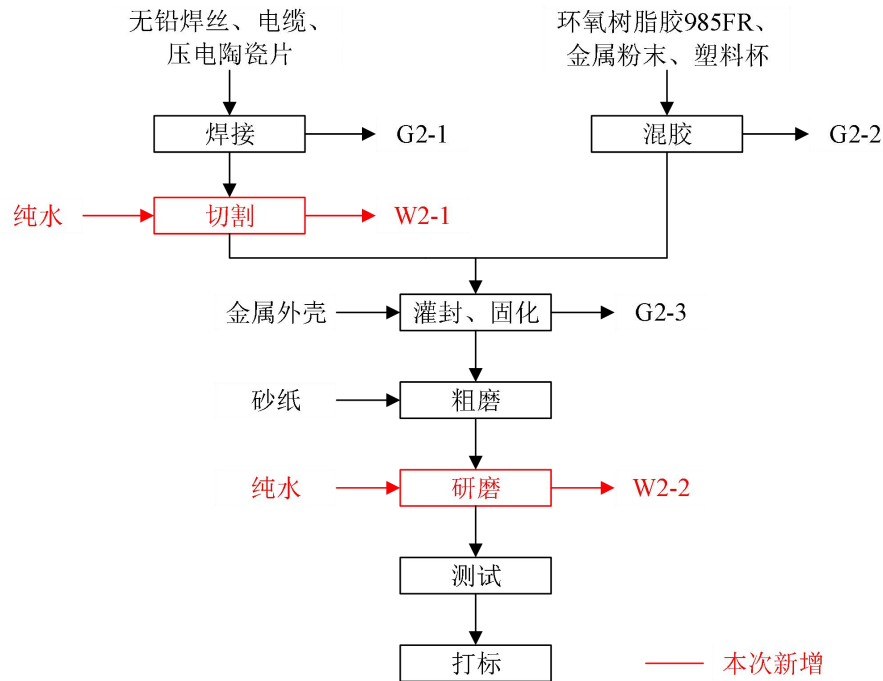 无铅焊丝、电缆、
压电陶瓷片
环氧树脂胶985FR、
金属粉末、塑料杯
焊接
G2-1
混胶
G2-2
纯水
切割
W2-1
金属外壳
灌封、固化
G2-3
砂纸
粗磨
纯水
研磨
W2-2
测试
打标
本次新增